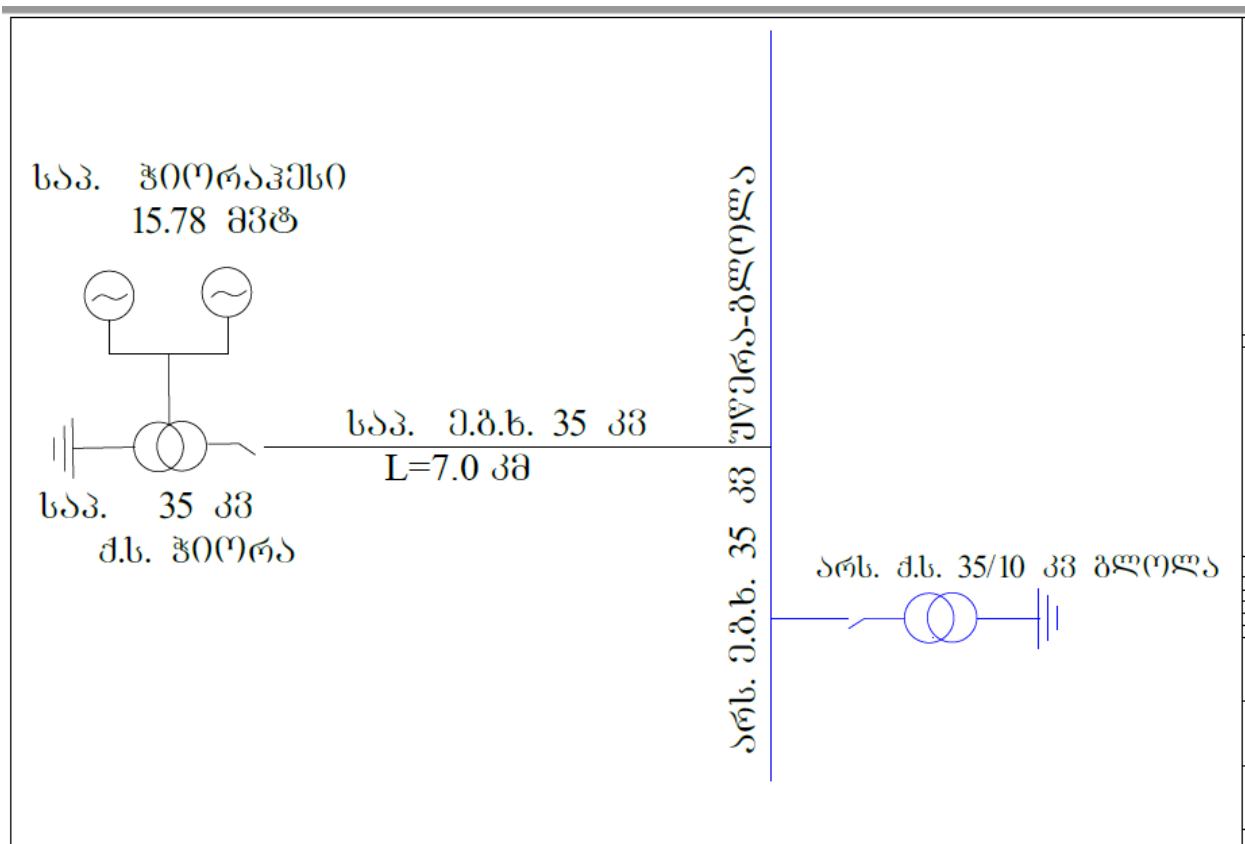 საპ. ჭიორაჰესი
15.78 მვტ
საპ. ე.გ.ხ. 35 კვ
L=7.0 კმ
საპ. 35 კვ
ქ.ს. ჭიორა
არს. ე.გ.ხ. 35 კვ უწერა-გლოლა
არს. ქ.ს. 35/10 კვ გლოლა